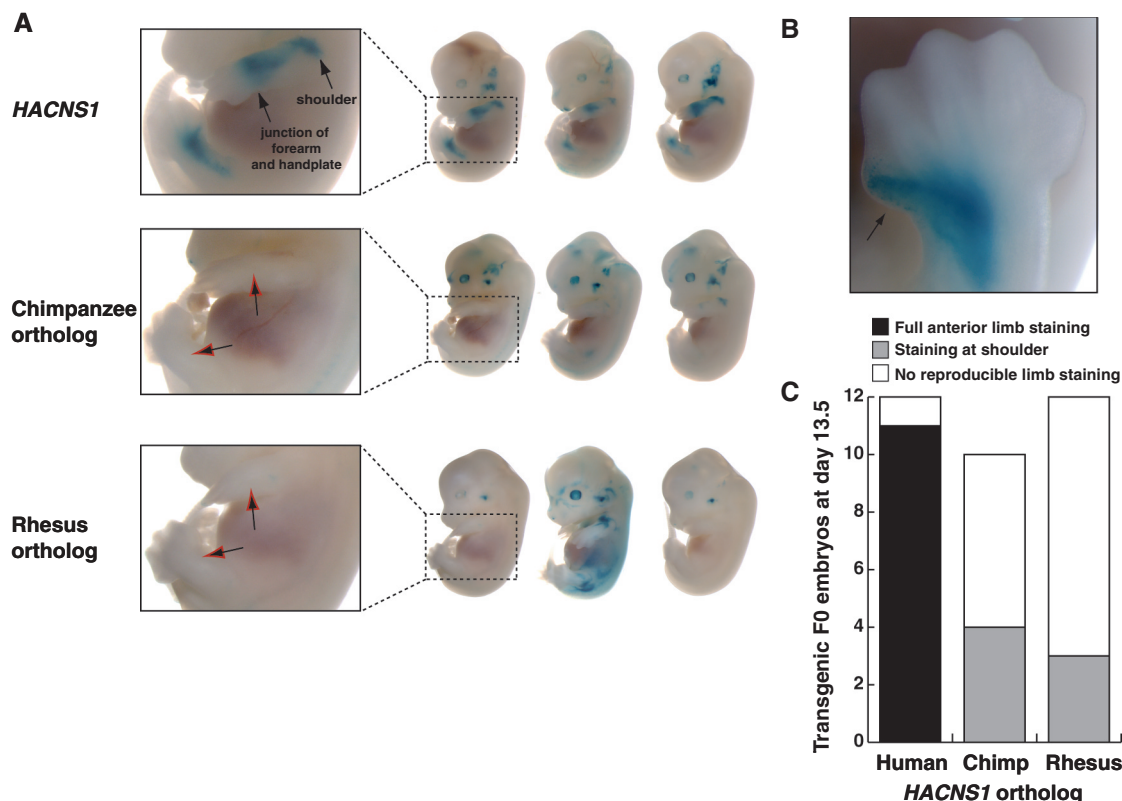 A
HACNS1
shoulder
junction of
forearm
and handplate
Chimpanzee
ortholog
Rhesus
ortholog
B
Full anterior limb staining
Staining at shoulder
No reproducible limb staining
C
Transgenic F0 embryos at day 13.5
12
10
8
6
4
2
0
Human Chimp Rhesus
HACNS1 ortholog